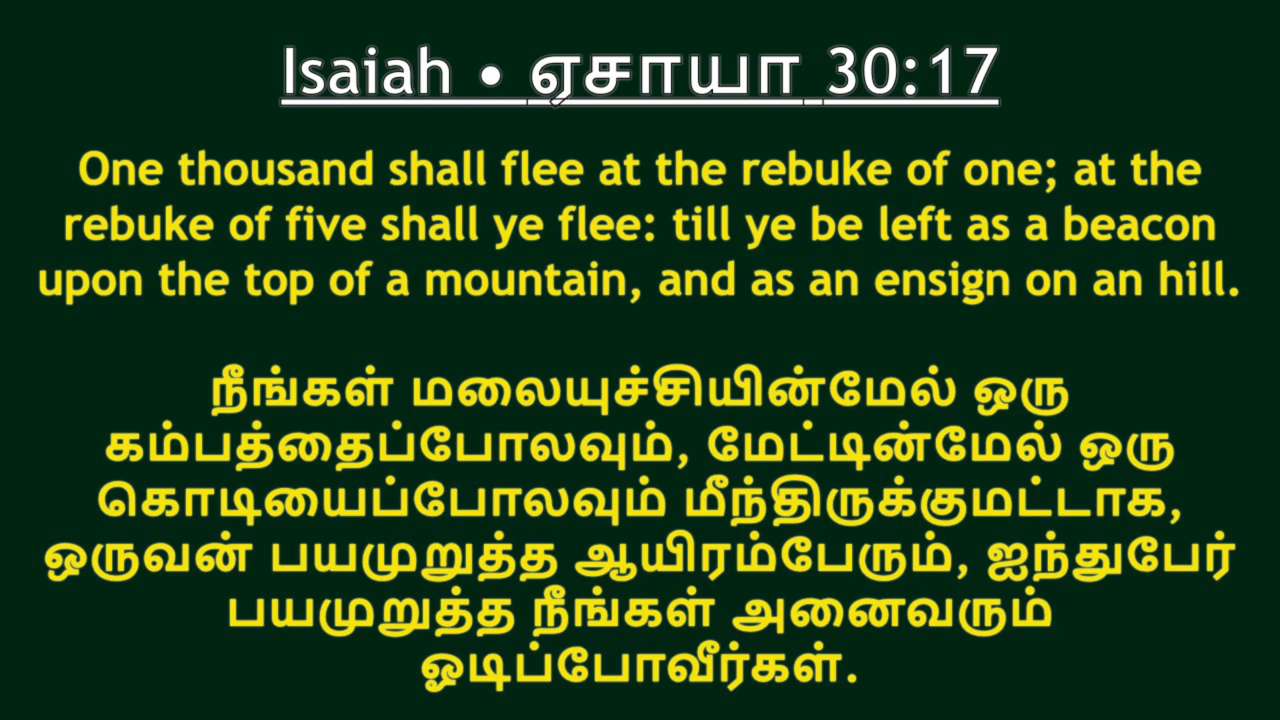 Isaiah • ஏசாயா 30:17
One thousand shall flee at the rebuke of one; at the
rebuke of five shall ye flee: till ye be left as a beacon
upon the top of a mountain, and as an ensign on an hill.
நீங்கள் மலையுச்சியின்மேல் ஒரு
கம்பத்தைப்போலவும், மேட்டின்மேல் ஒரு
கொடியைப்போலவும் மீந்திருக்குமட்டாக,
ஒருவன் பயமுறுத்த ஆயிரம்பேரும், ஐந்துபேர்
பயமுறுத்த நீங்கள் அனைவரும்
ஓடிப்போவீர்கள்.